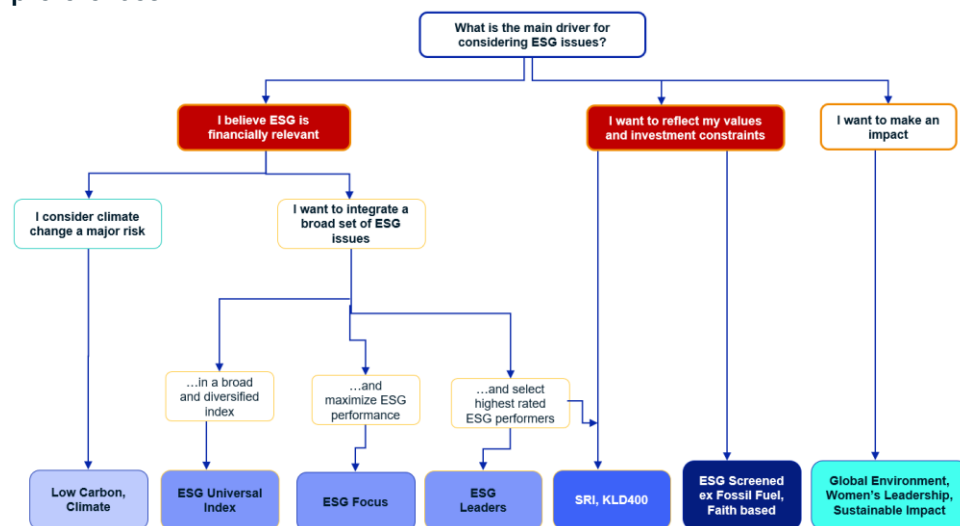 What is the main driver for
considering ESG issues?
I believe ESG is
financially relevant
I want to reflect my values
and investment constraints
I want to make an
impact
I consider climate
change a major risk
I want to integrate a
broad set of ESG
issues
…in a broad
and diversified
index
…and
maximize ESG
performance
…and select
highest rated
ESG performers
Low Carbon,
Climate
ESG Universal
Index
ESG Focus
ESG
Leaders
SRI, KLD400
ESG Screened
ex Fossil Fuel,
Faith based
Global Environment,
Women's Leadership,
Sustainable Impact